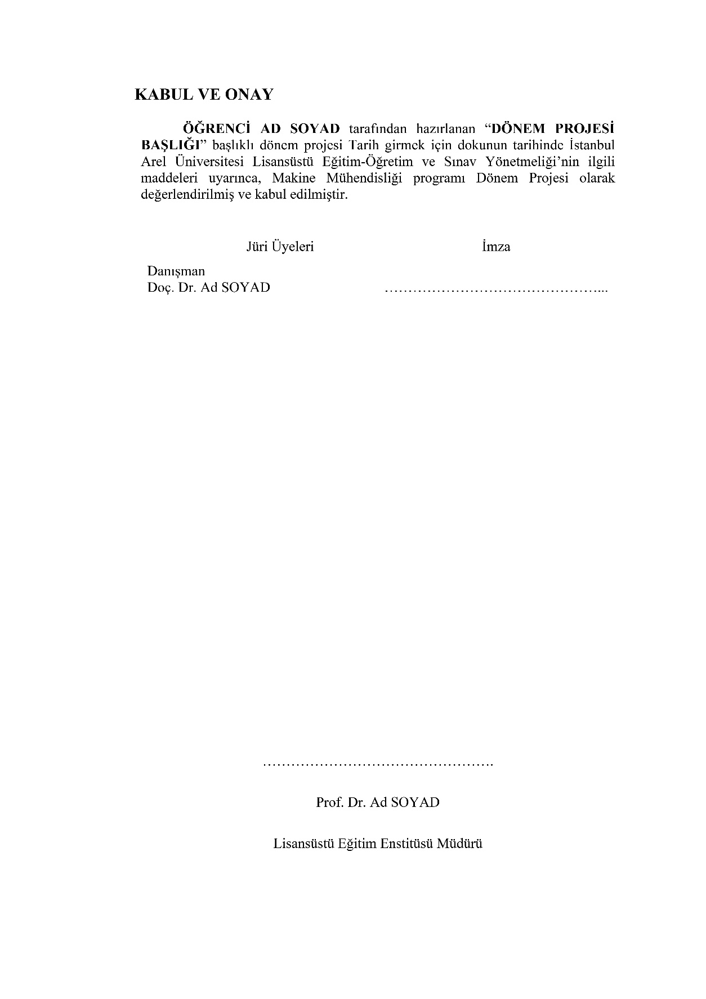 KABUL VE ONAY
ÖĞRENCİ AD SOYAD tarafından hazırlanan “DÖNEM PROJESİ
BAŞLIĞI” başlıklı dönem projesi Tarih girmek için dokunun tarihinde İstanbul
Arel Üniversitesi Lisansüstü Eğitim-Öğretim ve Sınav Yönetmeliği’nin ilgili
maddeleri uyarınca, Makine Mühendisliği programı Dönem Projesi olarak
değerlendirilmiş ve kabul edilmiştir.
Jüri Üyeleri İmza
Danışman
Doç. Dr. Ad SOYAD ………………………………………...
………………………………………….
Prof. Dr. Ad SOYAD
Lisansüstü Eğitim Enstitüsü Müdürü